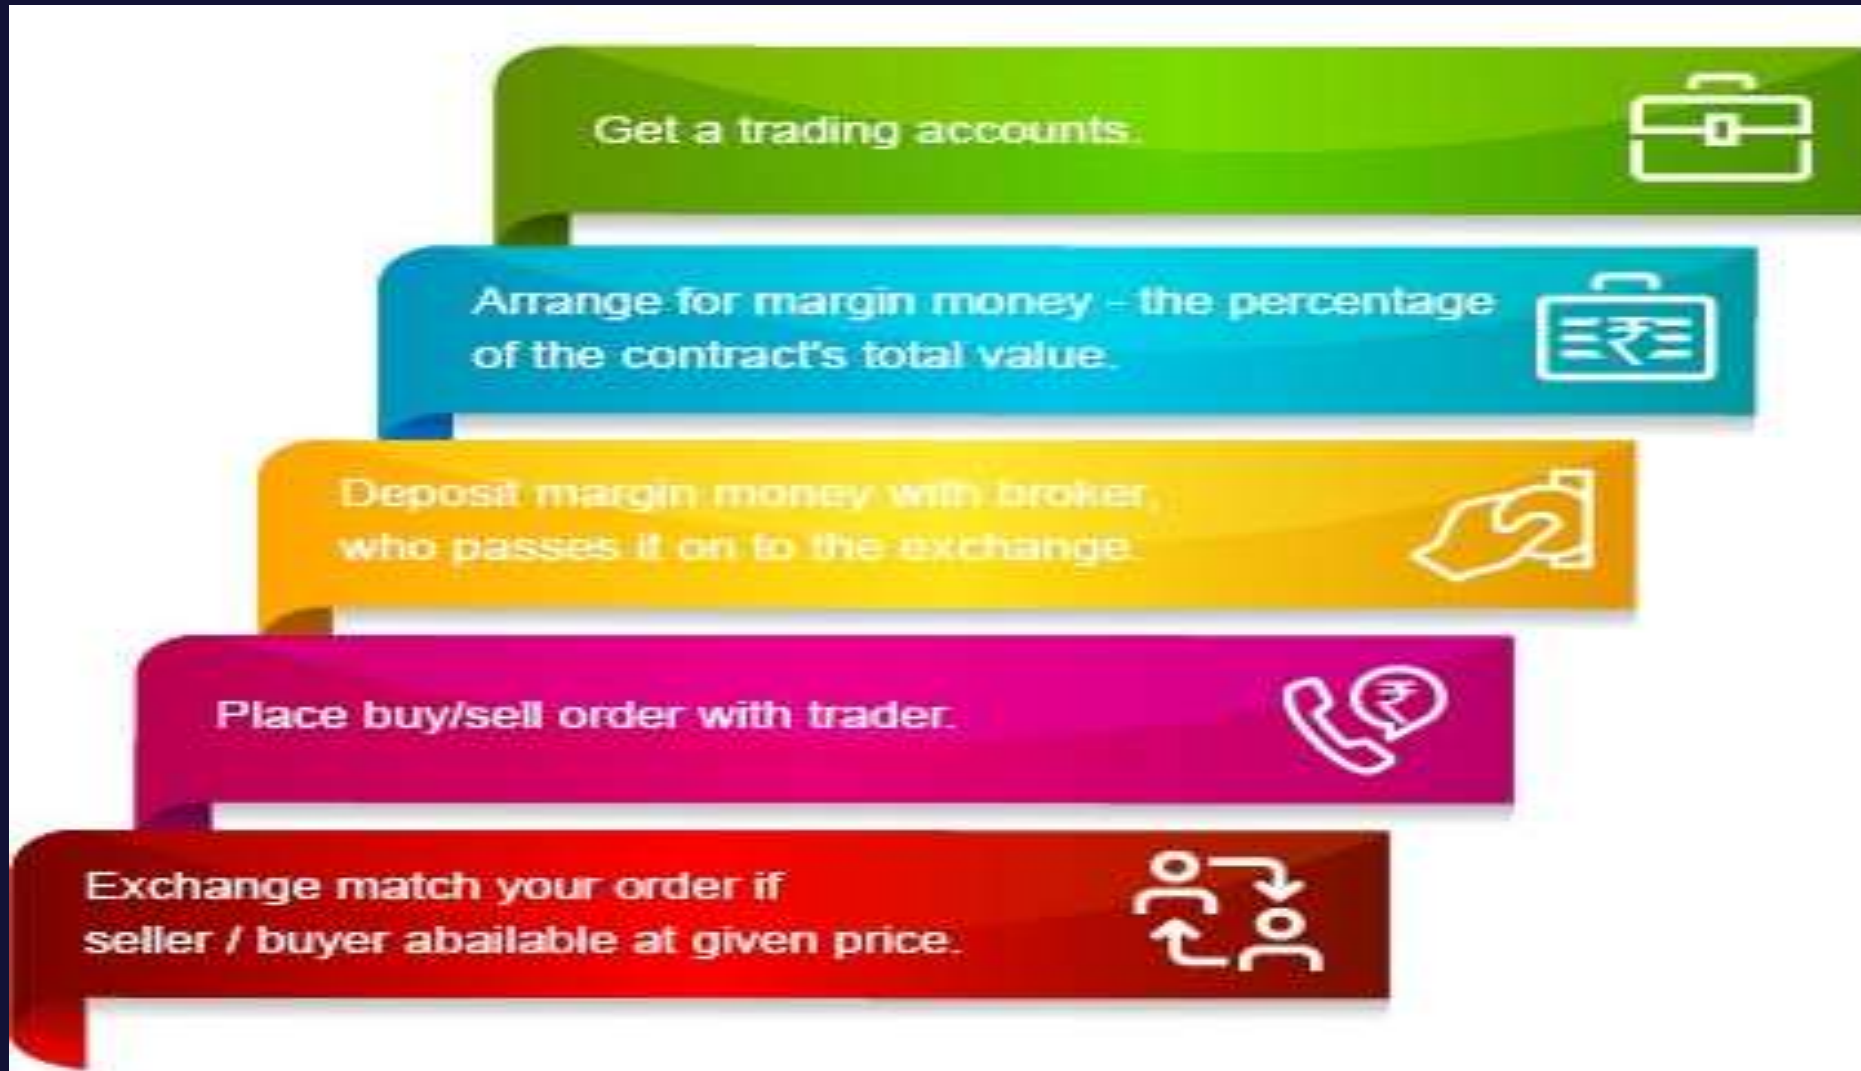 Get a trading accounts.
Arrange for margin money - the percentage
of the contract's total value.
Deposit margin money with broker,
who passes it on to the exchange.
Place buy/sell order with trader.
Exchange match your order if
seller / buyer abailable at given price.